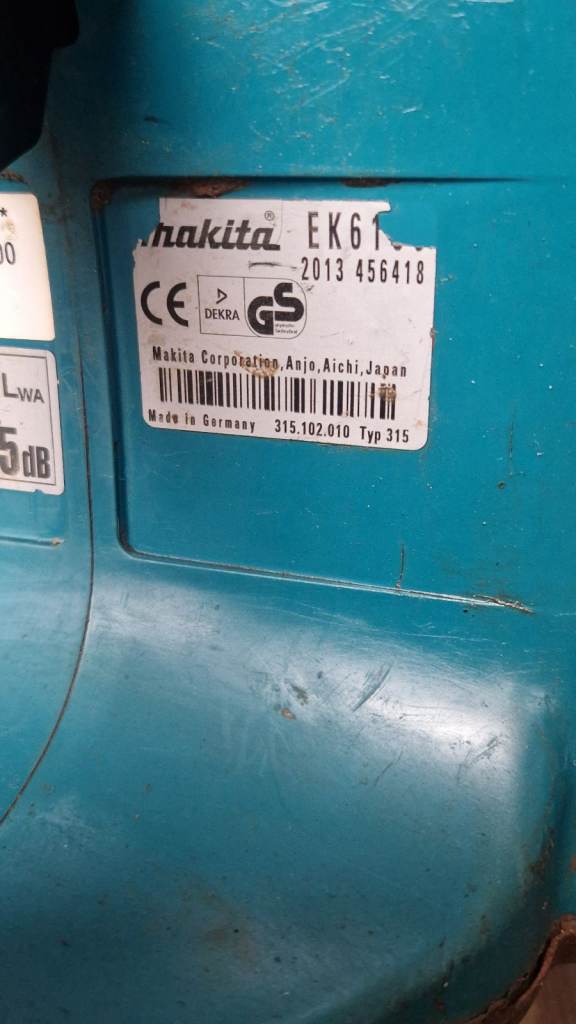 makita® EK61
2013 456418
CE DEKRA GS
Makita Corporation,Anjo,Aichi,Japan
Made in Germany 315.102.010 Typ 315
00
LWA
5dB